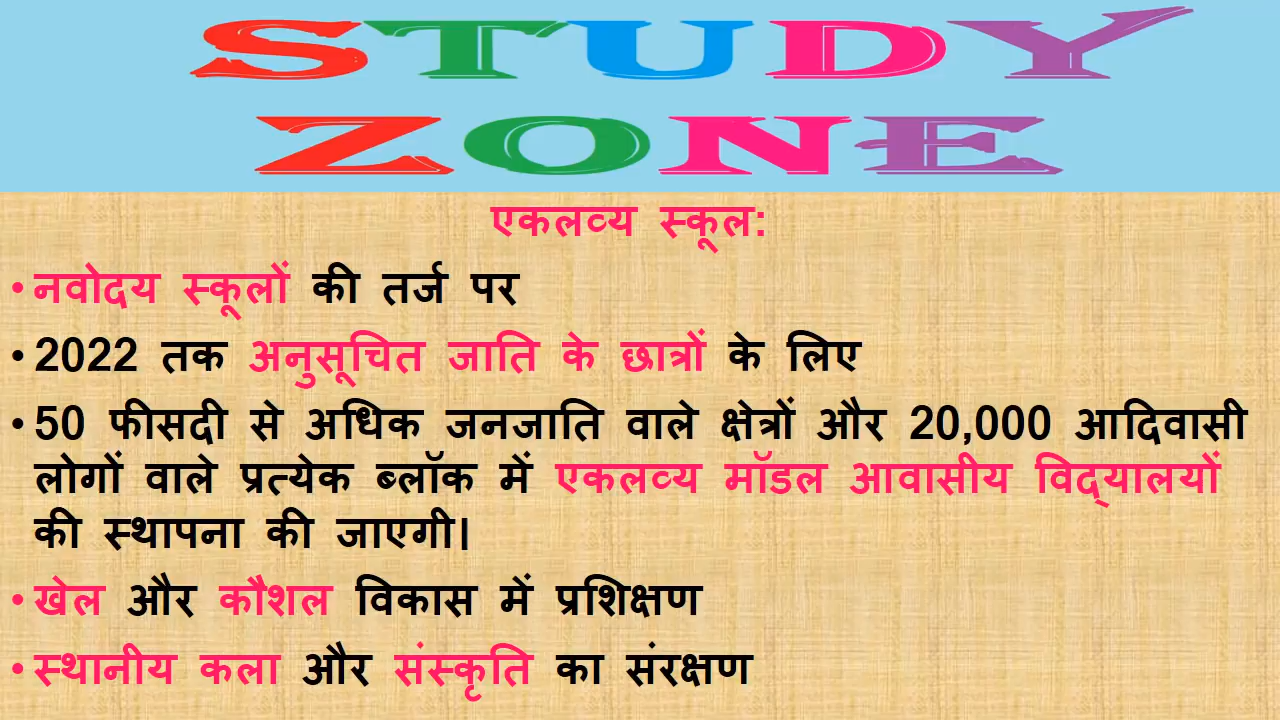 STUDY
ZONE
एकलव्य स्कूल:
• नवोदय स्कूलों की तर्ज पर
• 2022 तक अनुसूचित जाति के छात्रों के लिए
• 50 फीसदी से अधिक जनजाति वाले क्षेत्रों और 20,000 आदिवासी
लोगों वाले प्रत्येक ब्लॉक में एकलव्य मॉडल आवासीय विद्यालयों
की स्थापना की जाएगी।
• खेल और कौशल विकास में प्रशिक्षण
• स्थानीय कला और संस्कृति का संरक्षण